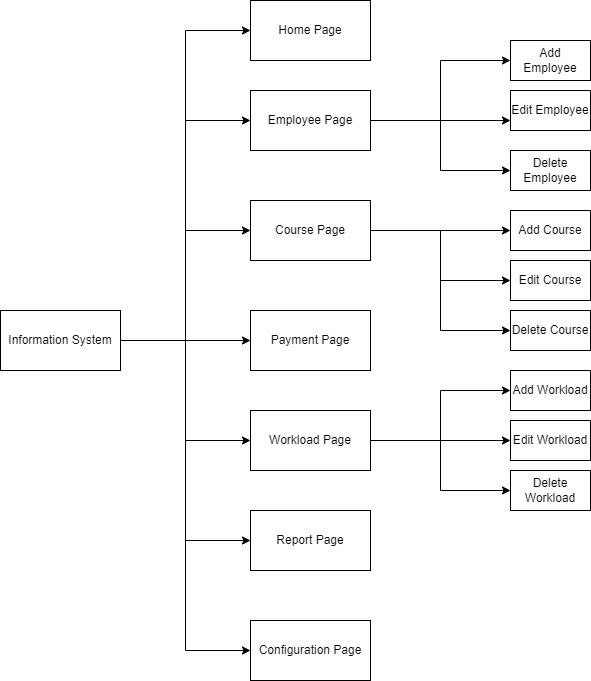 Home Page
Add
Employee
Employee Page
Edit Employee
Delete
Employee
Course Page
Add Course
Edit Course
Information System
Payment Page
Delete Course
Workload Page
Add Workload
Edit Workload
Delete
Workload
Report Page
Configuration Page